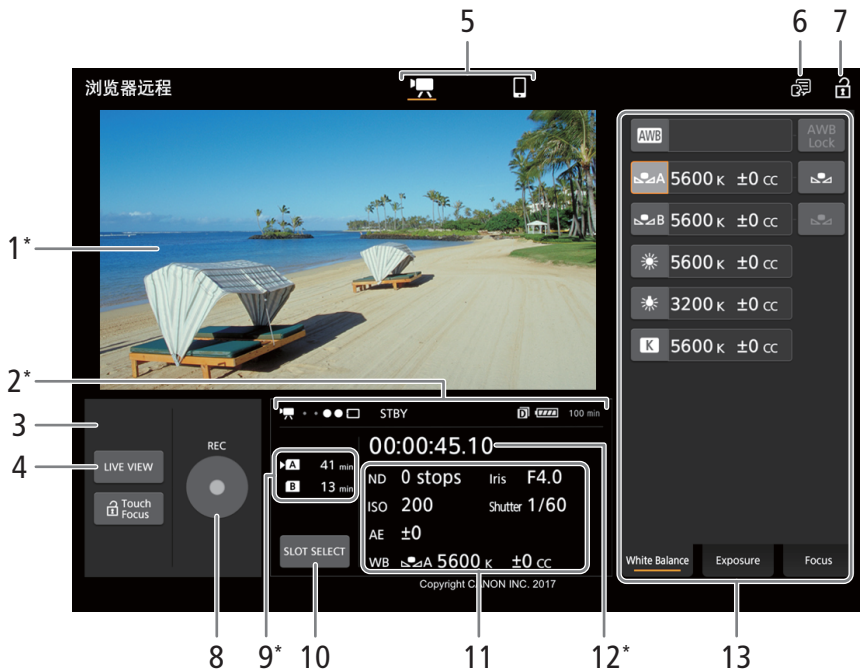 5
6
7
浏览器远程
AWB
AWB Lock
A 5600 K ±0 CC
B 5600 K ±0 CC
5600 K ±0 CC
3200 K ±0 CC
K 5600 K ±0 CC
1*
2*
3
4
STBY
D
100 min
REC
00:00:45.10
LIVE VIEW
A 41 min
B 13 min
ND 0 stops Iris F4.0
ISO 200 Shutter 1/60
Touch Focus
AE ±0
SLOT SELECT
WB A 5600 K ±0 CC
White Balance Exposure Focus
Copyright CANON INC. 2017
8
9*
10
11
12*
13